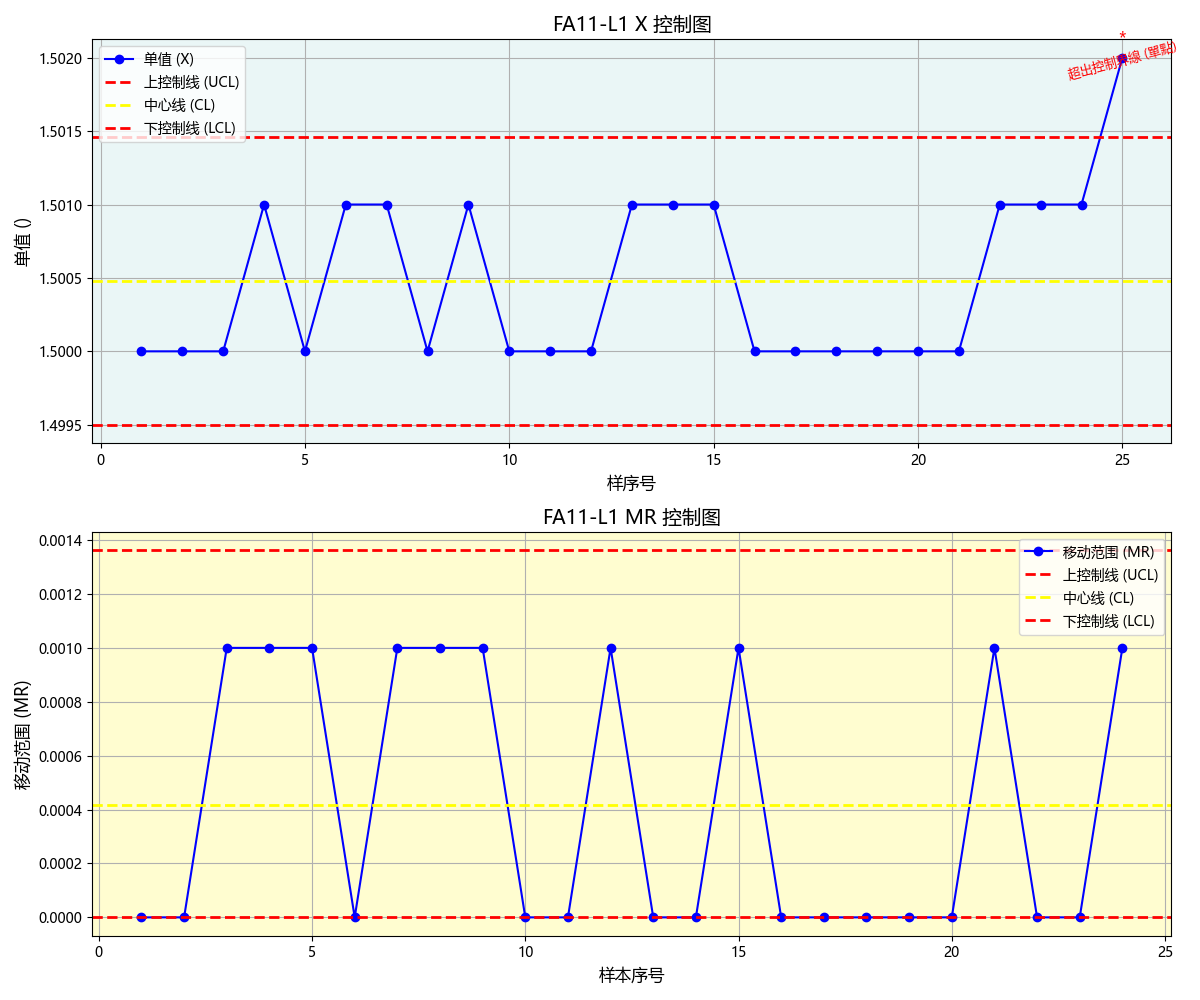 FA11-L1 X 控制图
*
超出控制界線 (單點)
单值 (X)
上控制线 (UCL)
中心线 (CL)
下控制线 (LCL)
单值 ()
1.5020
1.5015
1.5010
1.5005
1.5000
1.4995
0 5 10 15 20 25
样序号
FA11-L1 MR 控制图
移动范围 (MR)
上控制线 (UCL)
中心线 (CL)
下控制线 (LCL)
移动范围 (MR)
0.0014
0.0012
0.0010
0.0008
0.0006
0.0004
0.0002
0.0000
0 5 10 15 20 25
样本序号